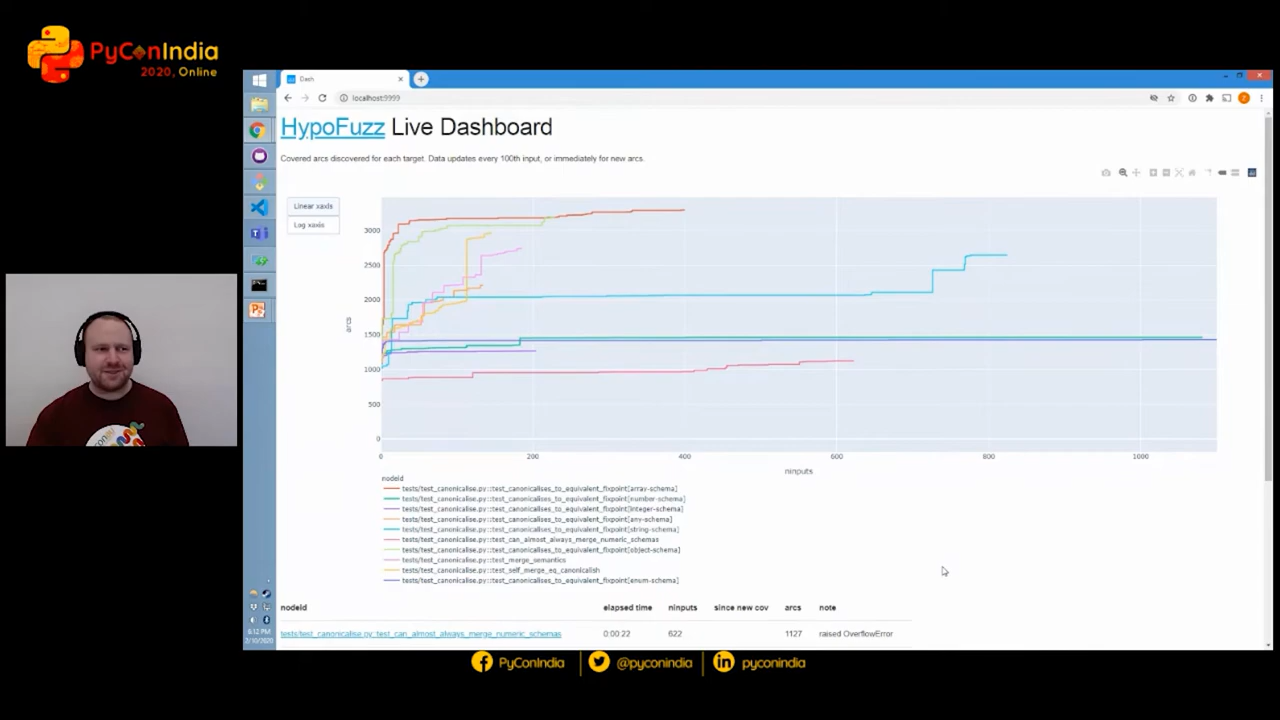 PyConIndia
2020, Online
Dash
localhost:9999
HypoFuzz Live Dashboard
Covered arcs discovered for each target. Data updates every 100th input, or immediately for new arcs.
Linear xaxis
Log xaxis
3000
2500
2000
1500
1000
500
0
arcs
0 200 400 600 800 1000
ninputs
nodeid
tests/test_canonicalise.py::test_canonicalises_to_equivalent_fixpoint[array-schema]
tests/test_canonicalise.py::test_canonicalises_to_equivalent_fixpoint[number-schema]
tests/test_canonicalise.py::test_canonicalises_to_equivalent_fixpoint[integer-schema]
tests/test_canonicalise.py::test_canonicalises_to_equivalent_fixpoint[any-schema]
tests/test_canonicalise.py::test_canonicalises_to_equivalent_fixpoint[string-schema]
tests/test_canonicalise.py::test_can_almost_always_merge_numeric_schemas
tests/test_canonicalise.py::test_canonicalises_to_equivalent_fixpoint[object-schema]
tests/test_canonicalise.py::test_merge_semantics
tests/test_canonicalise.py::test_self_merge_eq_canonicalish
tests/test_canonicalise.py::test_canonicalises_to_equivalent_fixpoint[enum-schema]
nodeid elapsed time ninputs since new cov arcs note
tests/test_canonicalise.py::test_can_almost_always_merge_numeric_schemas 0:00:22 622 1127 raised OverflowError
6:12 PM
PyConIndia @pyconindia pyconindia